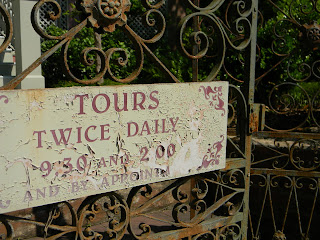 TOURS
TWICE DAILY
9:30 AND 2:00
AND BY APPOINT